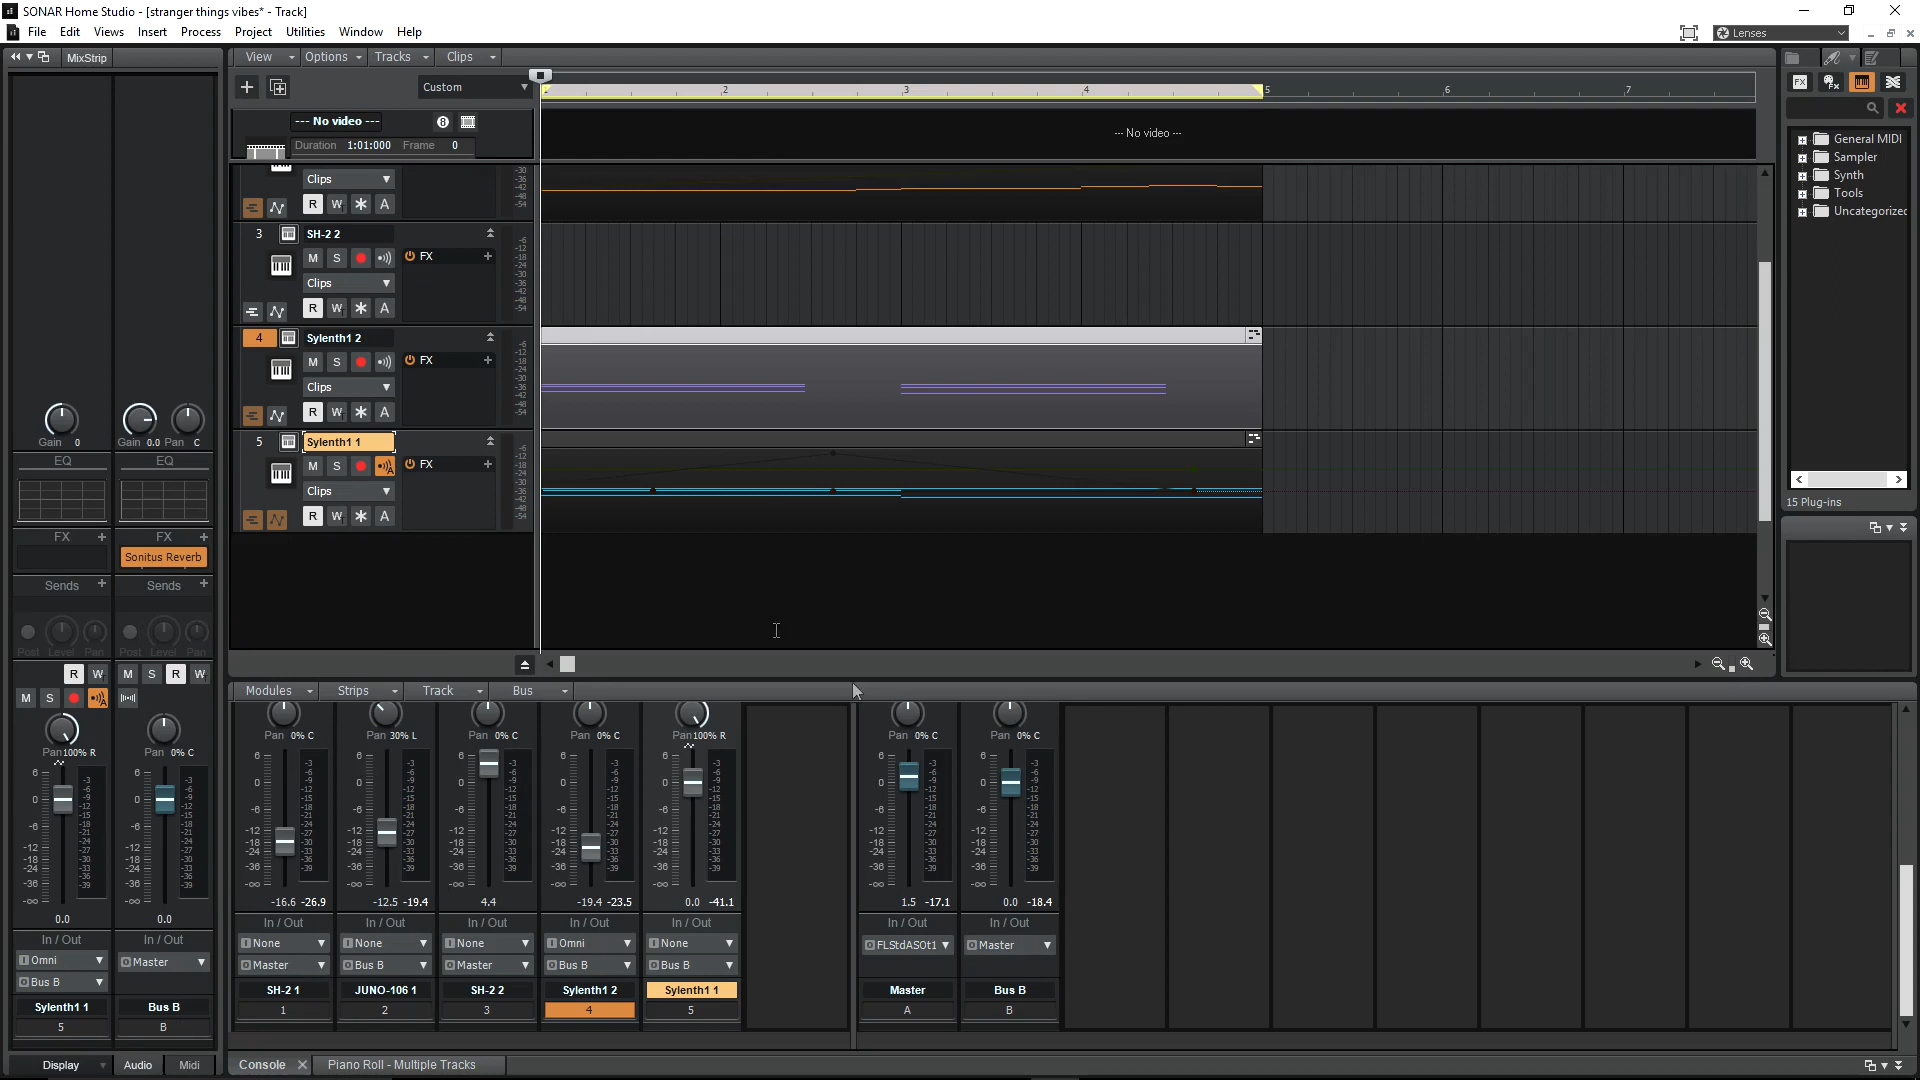 SONAR Home Studio - [stranger things vibes* - Track]
File Edit Views Insert Process Project Utilities Window Help
Lenses
MixStrip
View Options Tracks Clips
Custom
2 3 4 5 6 7
--- No video ---
Duration 1:01:000 Frame 0
--- No video ---
Clips
R W A
3 SH-2 2
M S FX
Clips
R W A
4 Sylenth1 2
M S FX
Clips
R W A
5 Sylenth1 1
M S FX
Clips
R W A
FX
General MIDI
Sampler
Synth
Tools
Uncategorized
15 Plug-ins
Gain 0 Gain 0.0 Pan C
EQ EQ
FX FX
Sonitus Reverb
Sends Sends
Post Level Pan Post Level Pan
R W M S R W
M S
Pan 100% R Pan 0% C
0.0 0.0
In / Out In / Out
Omni Master
Bus B
Sylenth1 1 Bus B
5 B
Display Audio Midi
Modules Strips Track Bus
Pan 0% C Pan 30% L Pan 0% C Pan 0% C Pan 100% R Pan 0% C Pan 0% C
-16.6 -26.9 -12.5 -19.4 4.4 -19.4 -23.5 0.0 -41.1 1.5 -17.1 0.0 -18.4
In / Out In / Out In / Out In / Out In / Out In / Out In / Out
None None None Omni None FLStdASOt1 Master
Master Bus B Master Bus B Bus B
SH-2 1 JUNO-106 1 SH-2 2 Sylenth1 2 Sylenth1 1 Master Bus B
1 2 3 4 5 A B
Console Piano Roll - Multiple Tracks